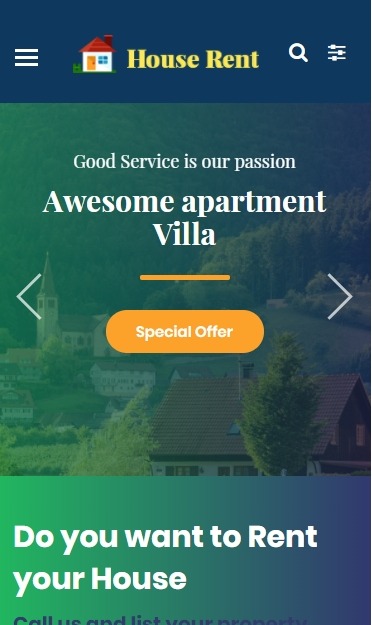 House Rent
Good Service is our passion
Awesome apartment
Villa
Special Offer
Do you want to Rent
your House
Call us and list your property